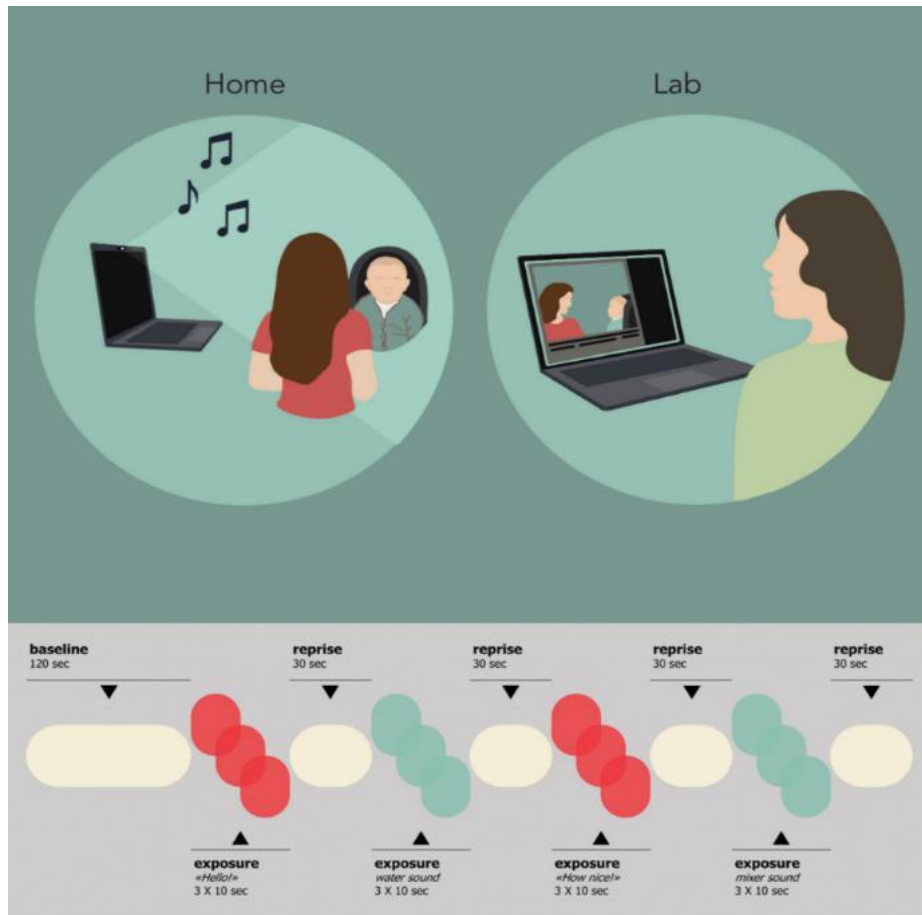 Home
Lab
baseline
120 sec
reprise
30 sec
reprise
30 sec
reprise
30 sec
reprise
30 sec
exposure
«Hello!»
3 X 10 sec
exposure
water sound
3 X 10 sec
exposure
«How nice!»
3 X 10 sec
exposure
mixer sound
3 X 10 sec